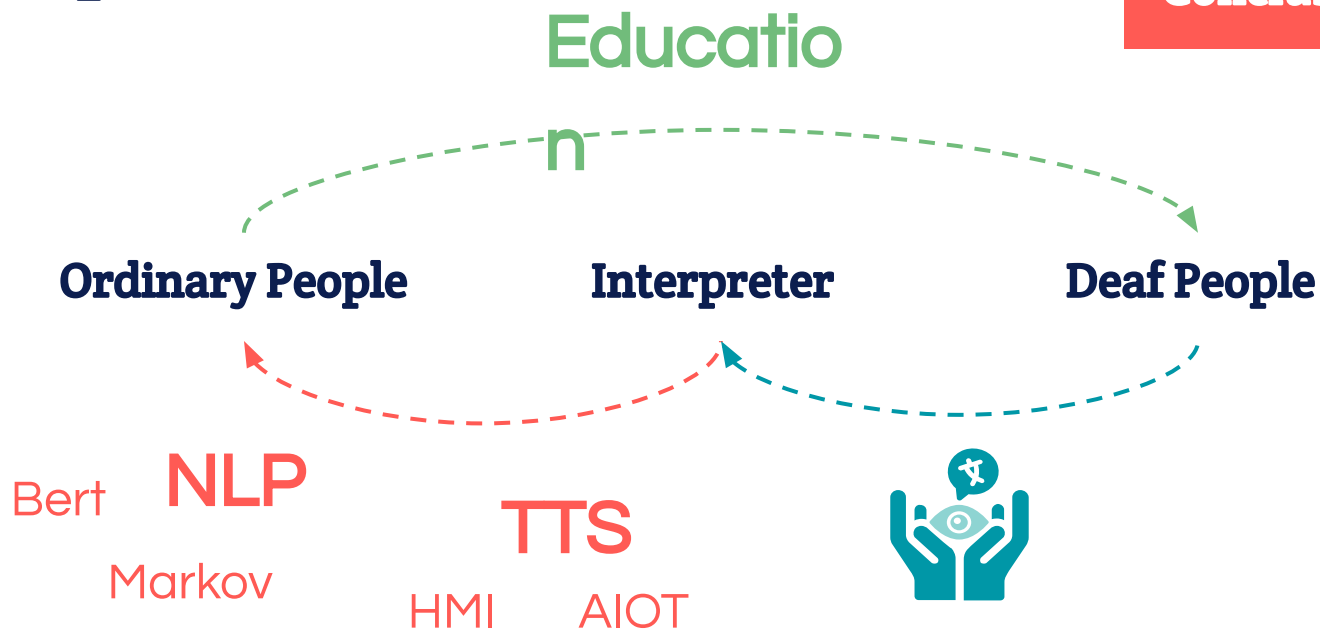 Educatio
n
Ordinary People
Interpreter
Deaf People
Bert
NLP
TTS
Markov
HMI
AIOT